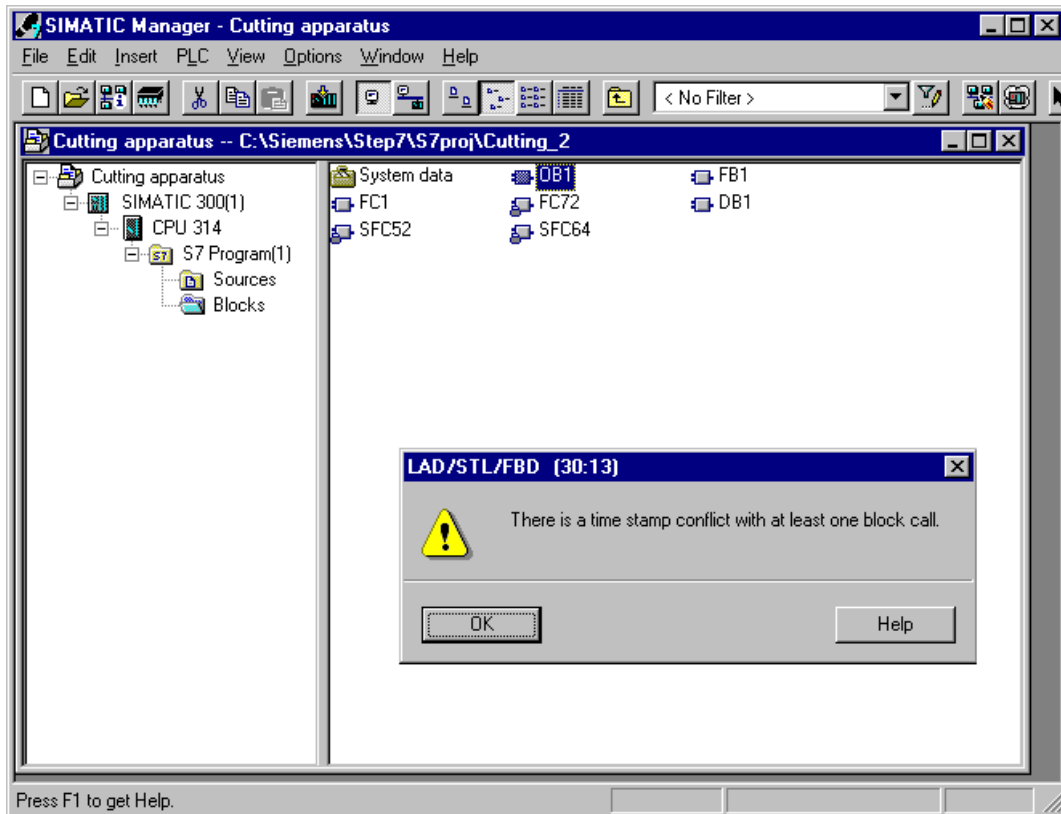 SIMATIC Manager - Cutting apparatus
File Edit Insert PLC View Options Window Help
< No Filter >
Cutting apparatus -- C:\Siemens\Step7\S7proj\Cutting_2
Cutting apparatus
SIMATIC 300(1)
CPU 314
S7 Program(1)
Sources
Blocks
System data OB1 FB1
FC1 FC72 DB1
SFC52 SFC64
LAD/STL/FBD (30:13)
There is a time stamp conflict with at least one block call.
OK Help
Press F1 to get Help.